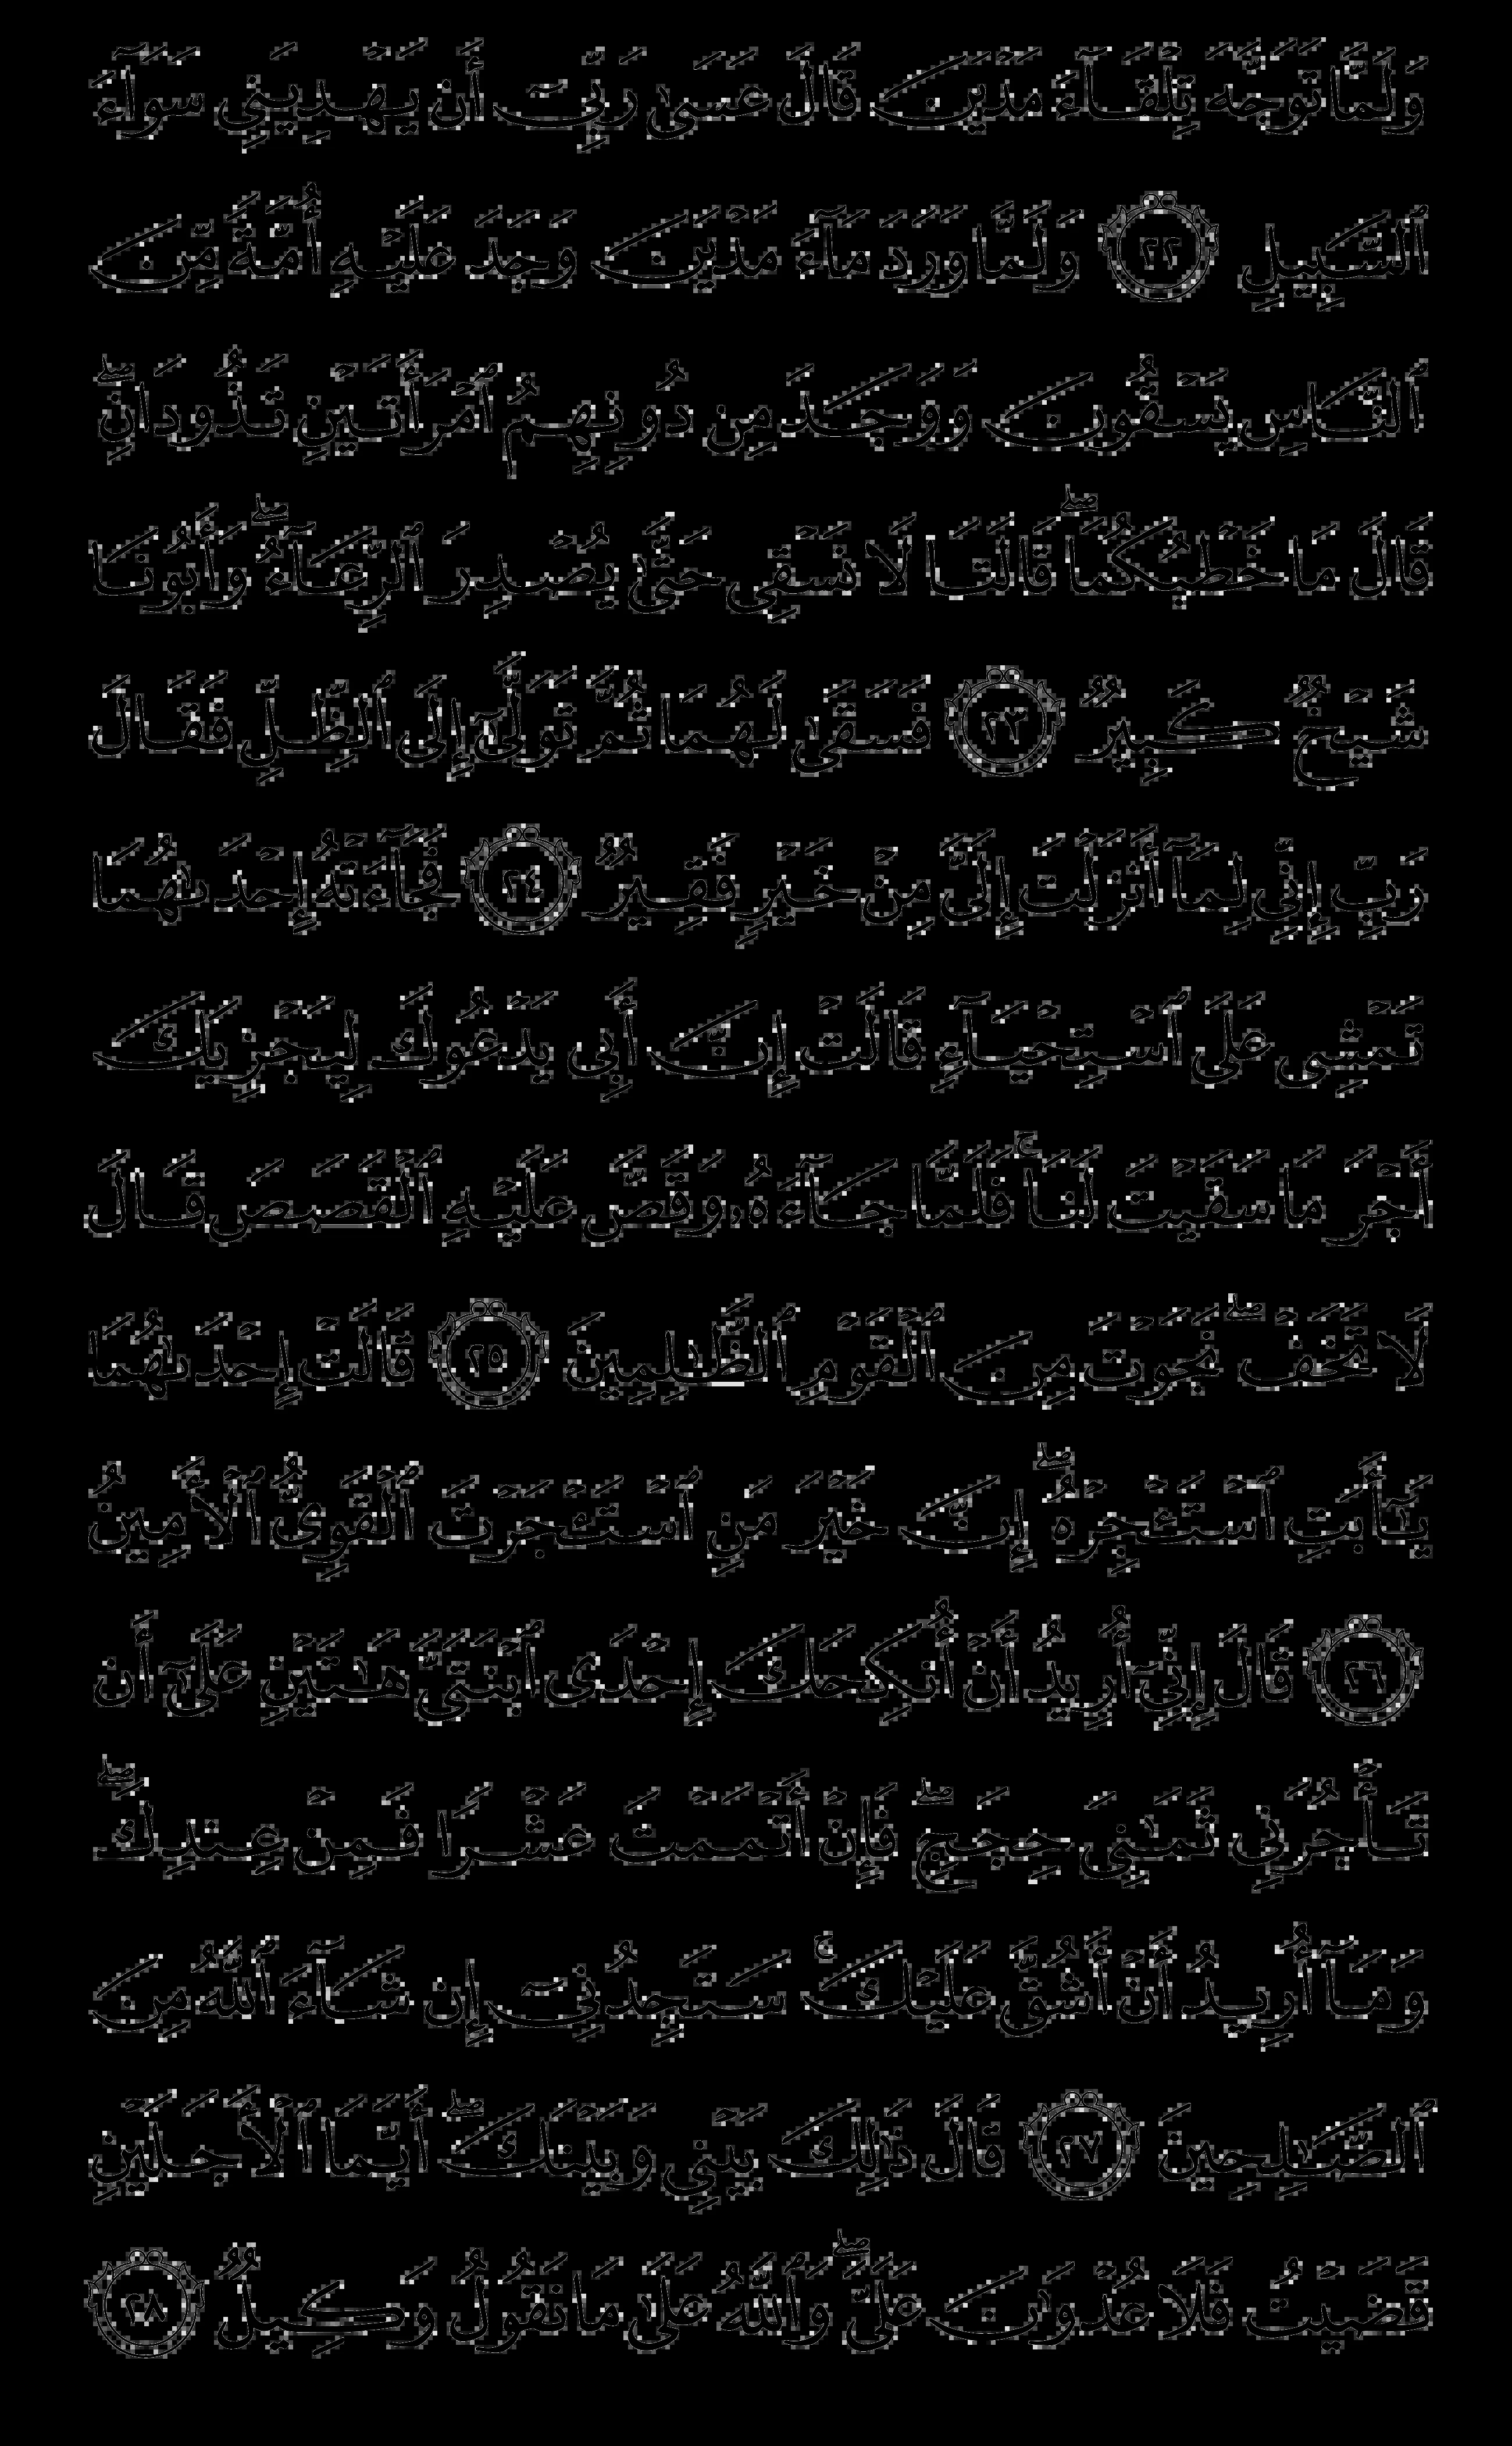 وَلَمَّا تَوَجَّهَ تِلْقَآءَ مَدْيَنَ قَالَ عَسَىٰ رَبِّىٓ أَن يَهْدِيَنِى سَوَآءَ
ٱلسَّبِيلِ ٢٢ وَلَمَّا وَرَدَ مَآءَ مَدْيَنَ وَجَدَ عَلَيْهِ أُمَّةً مِّنَ
ٱلنَّاسِ يَسْقُونَ وَوَجَدَ مِن دُونِهِمُ ٱمْرَأَتَيْنِ تَذُودَانِ ۖ
قَالَ مَا خَطْبُكُمَا ۖ قَالَتَا لَا نَسْقِى حَتَّىٰ يُصْدِرَ ٱلرِّعَآءُ ۖ وَأَبُونَا
شَيْخٌ كَبِيرٌ ٢٣ فَسَقَىٰ لَهُمَا ثُمَّ تَوَلَّىٰٓ إِلَى ٱلظِّلِّ فَقَالَ
رَبِّ إِنِّى لِمَآ أَنزَلْتَ إِلَىَّ مِنْ خَيْرٍ فَقِيرٌ ٢٤ فَجَآءَتْهُ إِحْدَىٰهُمَا
تَمْشِى عَلَى ٱسْتِحْيَآءٍ قَالَتْ إِنَّ أَبِى يَدْعُوكَ لِيَجْزِيَكَ
أَجْرَ مَا سَقَيْتَ لَنَا ۚ فَلَمَّا جَآءَهُۥ وَقَصَّ عَلَيْهِ ٱلْقَصَصَ قَالَ
لَا تَخَفْ ۖ نَجَوْتَ مِنَ ٱلْقَوْمِ ٱلظَّٰلِمِينَ ٢٥ قَالَتْ إِحْدَىٰهُمَا
يَٰٓأَبَتِ ٱسْتَـْٔجِرْهُ ۖ إِنَّ خَيْرَ مَنِ ٱسْتَـْٔجَرْتَ ٱلْقَوِىُّ ٱلْأَمِينُ
٢٦ قَالَ إِنِّىٓ أُرِيدُ أَنْ أُنكِحَكَ إِحْدَى ٱبْنَتَىَّ هَٰتَيْنِ عَلَىٰٓ أَن
تَأْجُرَنِى ثَمَٰنِىَ حِجَجٍ ۖ فَإِنْ أَتْمَمْتَ عَشْرًا فَمِنْ عِندِكَ ۖ
وَمَآ أُرِيدُ أَنْ أَشُقَّ عَلَيْكَ ۚ سَتَجِدُنِىٓ إِن شَآءَ ٱللَّهُ مِنَ
ٱلصَّٰلِحِينَ ٢٧ قَالَ ذَٰلِكَ بَيْنِى وَبَيْنَكَ ۖ أَيَّمَا ٱلْأَجَلَيْنِ
قَضَيْتُ فَلَا عُدْوَٰنَ عَلَىَّ ۖ وَٱللَّهُ عَلَىٰ مَا نَقُولُ وَكِيلٌ ٢٨